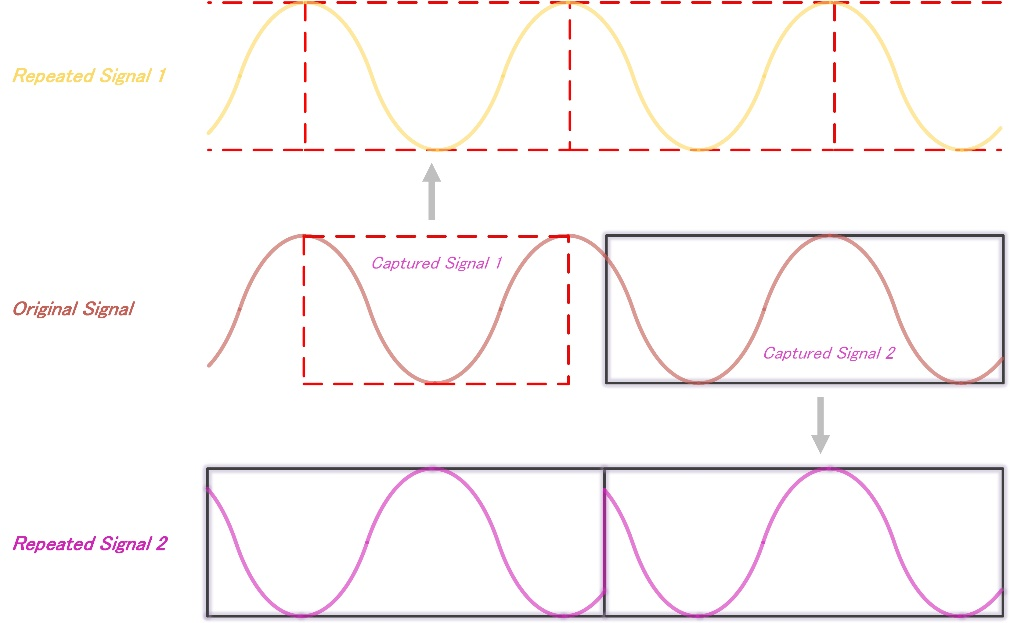 Repeated Signal 1
Captured Signal 1
Original Signal
Captured Signal 2
Repeated Signal 2